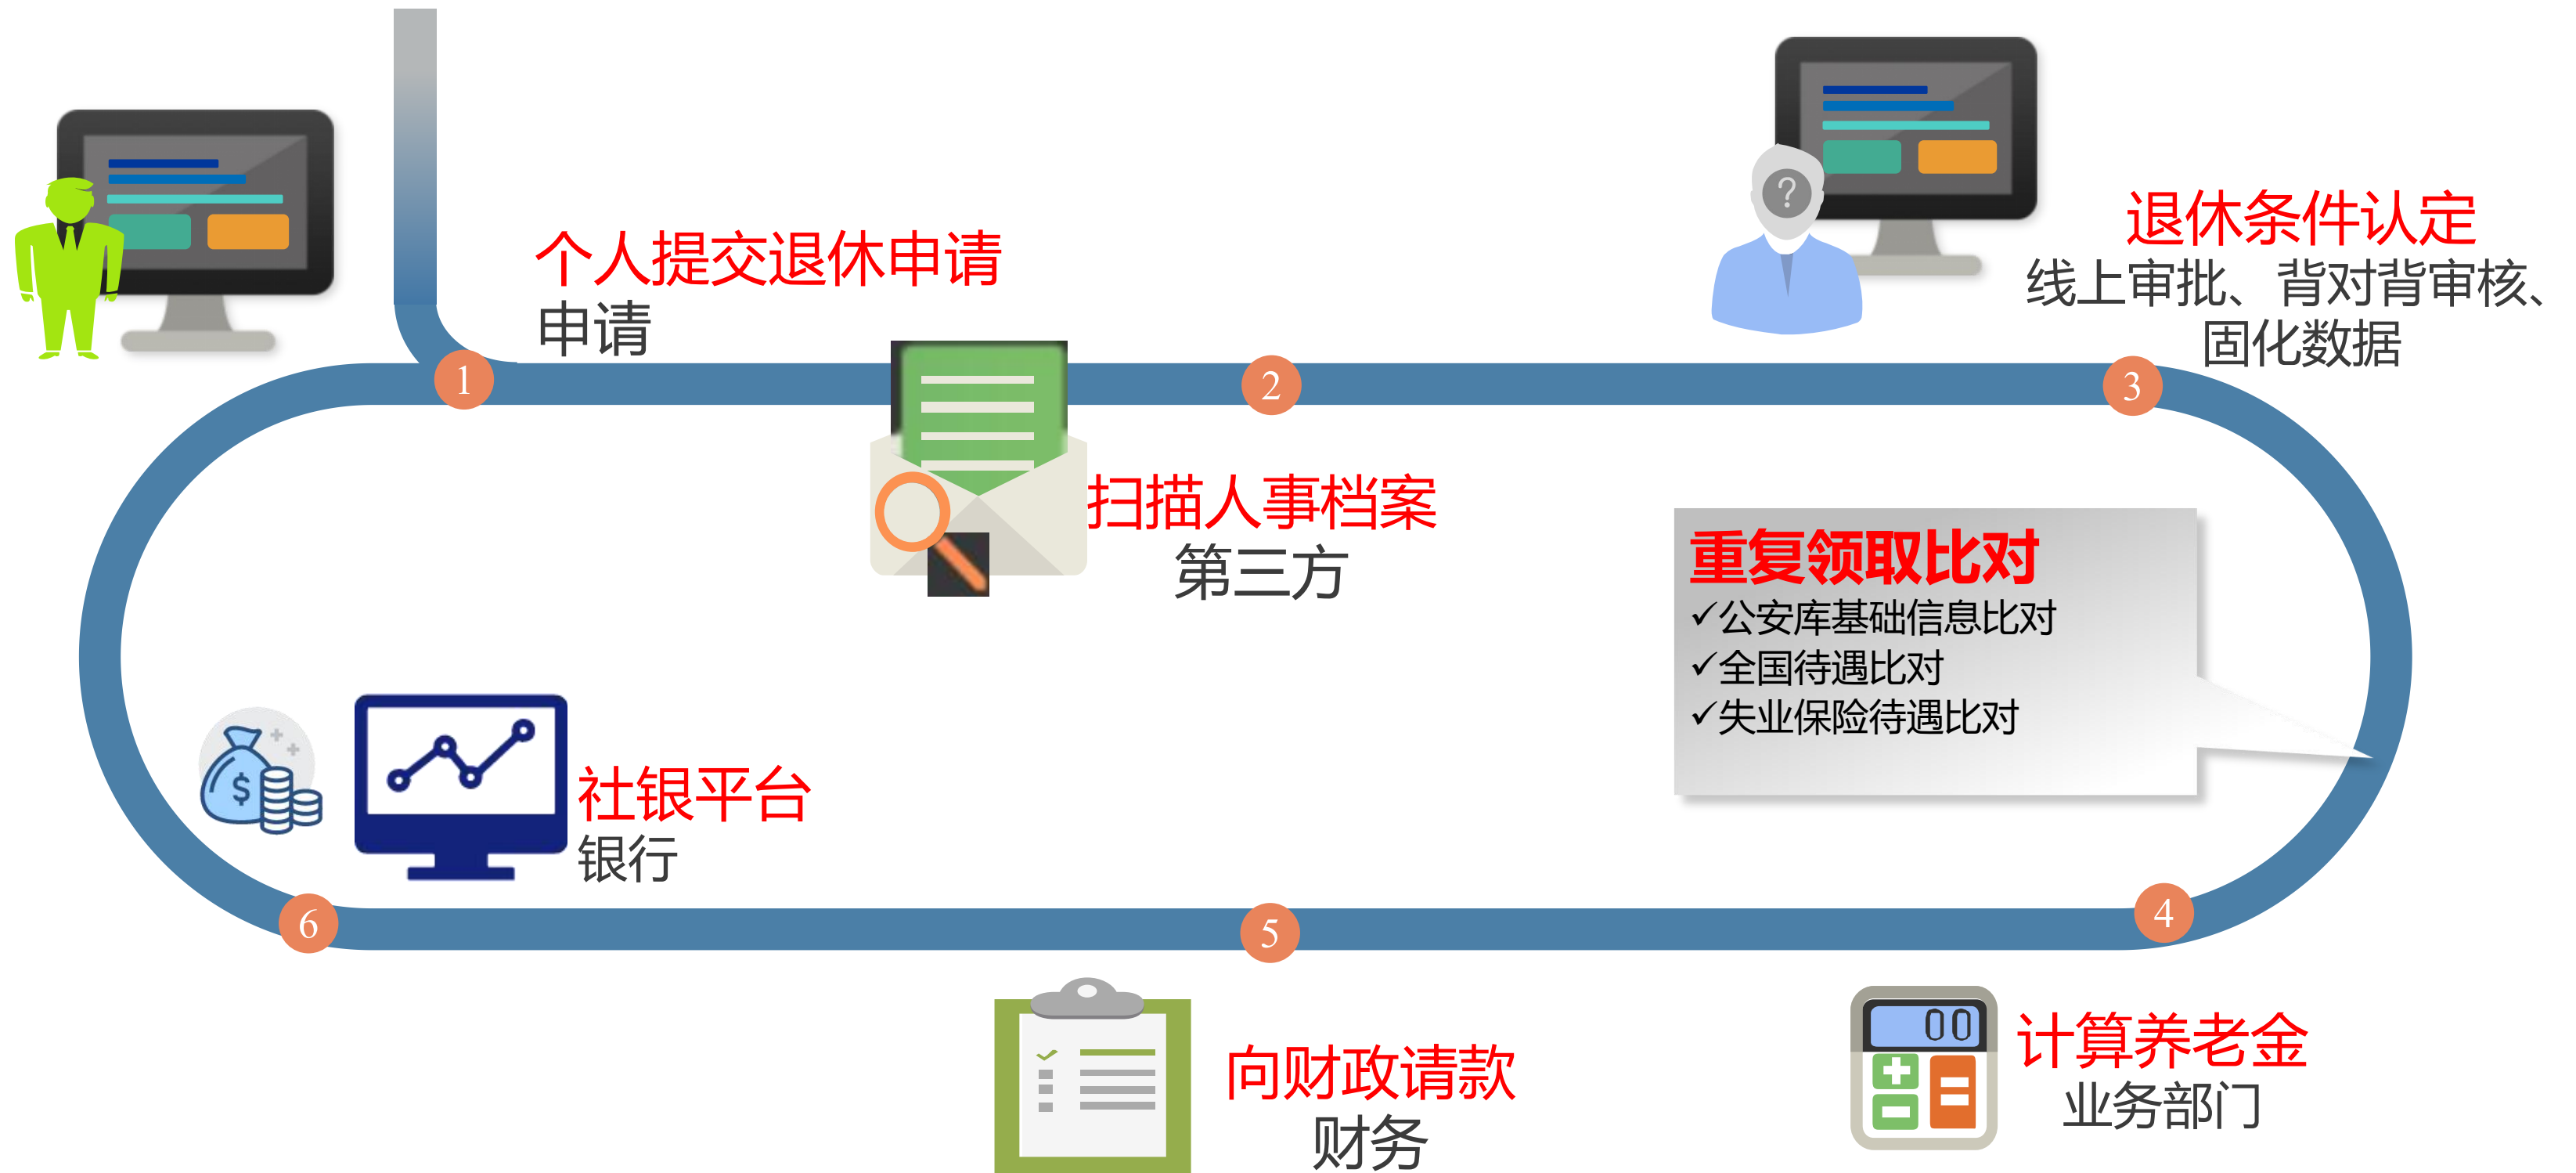 个人提交退休申请
申请
1
2
扫描人事档案
第三方
?
退休条件认定
线上审批、背对背审核、
固化数据
3
重复领取比对
✓公安库基础信息比对
✓全国待遇比对
✓失业保险待遇比对
4
00
计算养老金
业务部门
5
向财政请款
财务
6
$
社银平台
银行